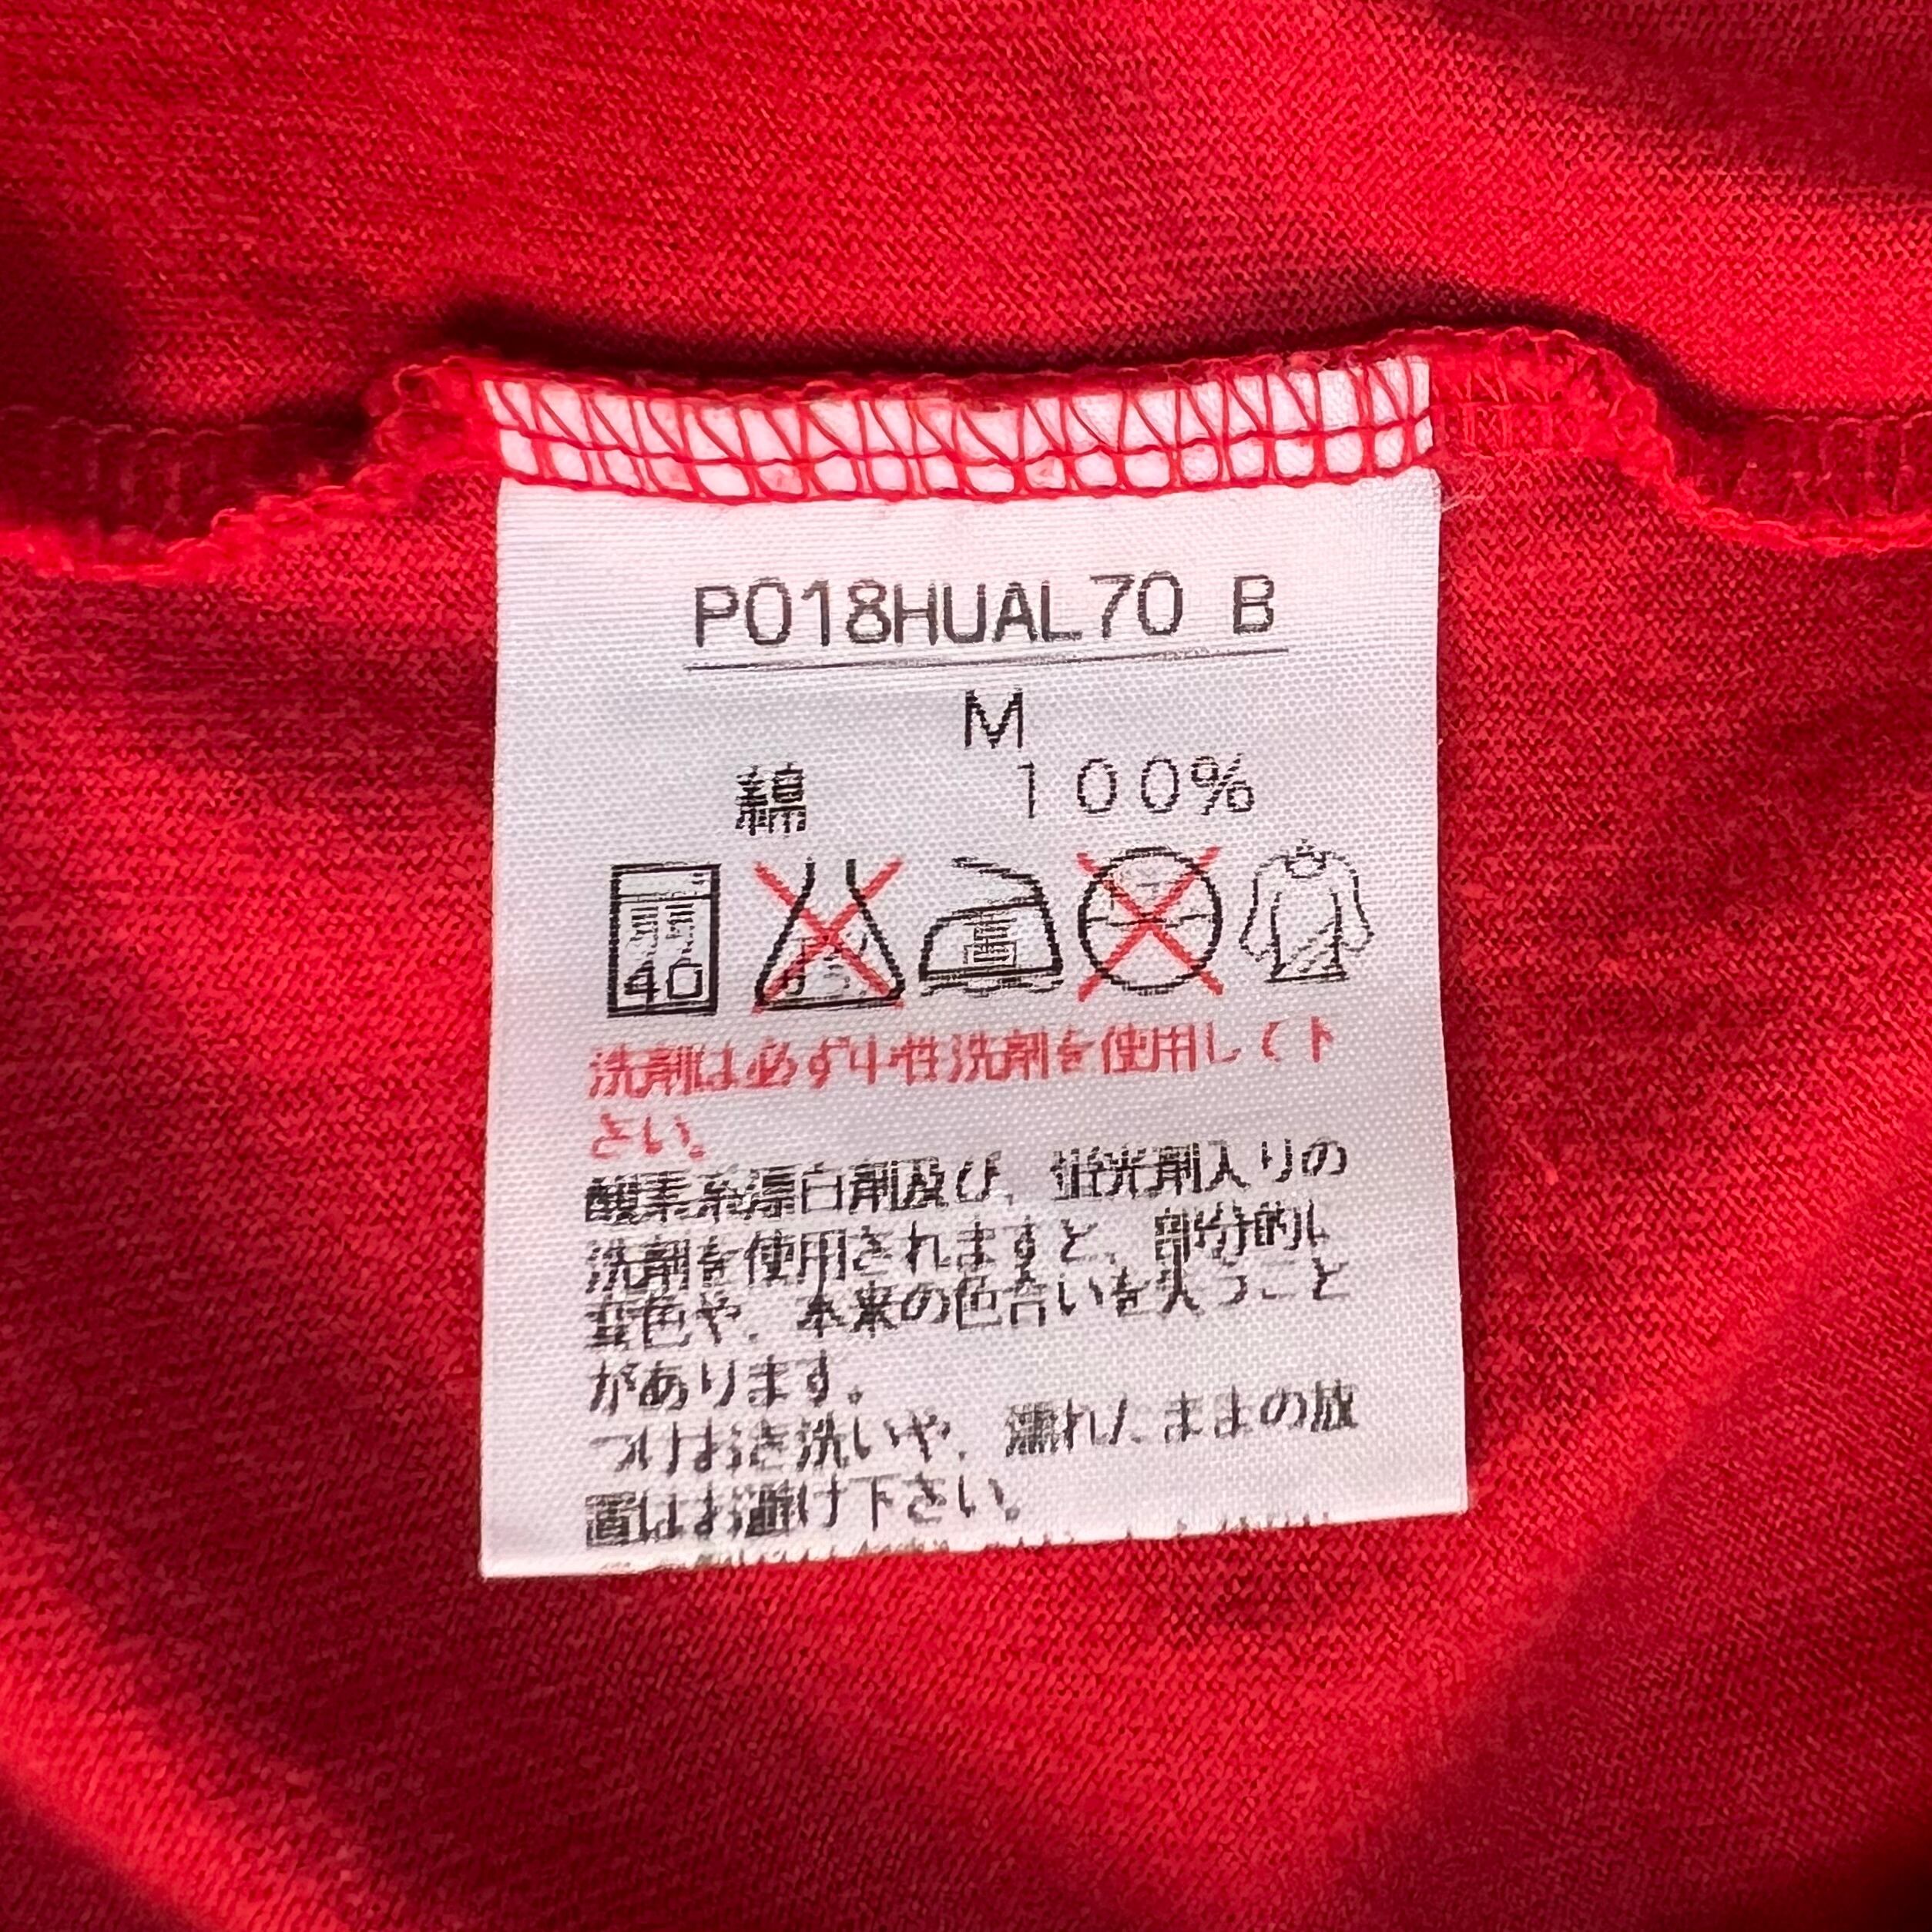 P018HUAL70 B
M
綿 100%
弱 40 中
洗剤は必ず中性洗剤を使用して下
さい。
酸素系漂白剤及び、蛍光剤入りの
洗剤を使用されますと、部分的に
変色や、本来の色合いを失うこと
があります。
つけおき洗いや、濡れたままの放
置はお避け下さい。